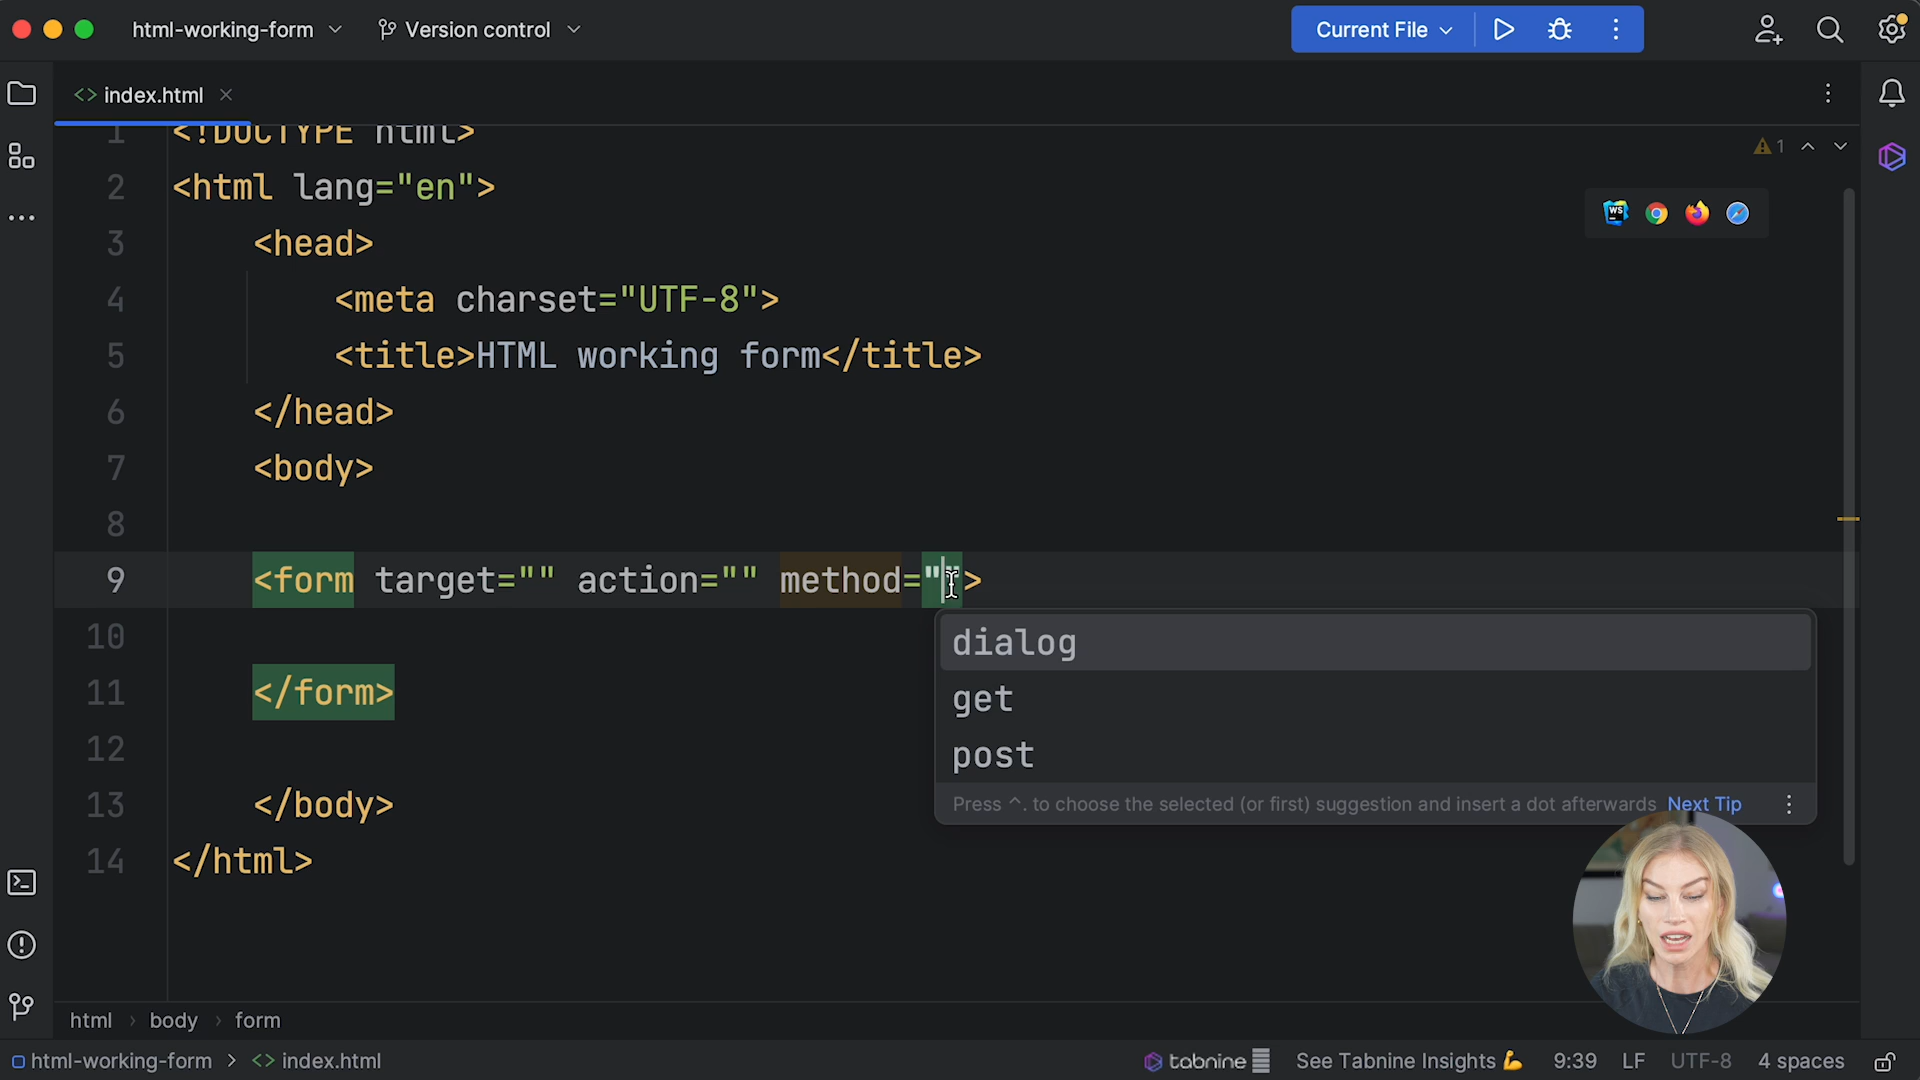 html-working-form
Version control
Current File
index.html
1 <!DOCTYPE html>
1
2 <html lang="en">
WS
3 <head>
4 <meta charset="UTF-8">
5 <title>HTML working form</title>
6 </head>
7 <body>
8
9 <form target="" action="" method="">
10
dialog
11 </form>
get
12
post
13 </body>
Press ^. to choose the selected (or first) suggestion and insert a dot afterwards Next Tip
14 </html>
html › body › form
html-working-form > <> index.html
tabnine
See Tabnine Insights 💪
9:39
LF
UTF-8
4 spaces